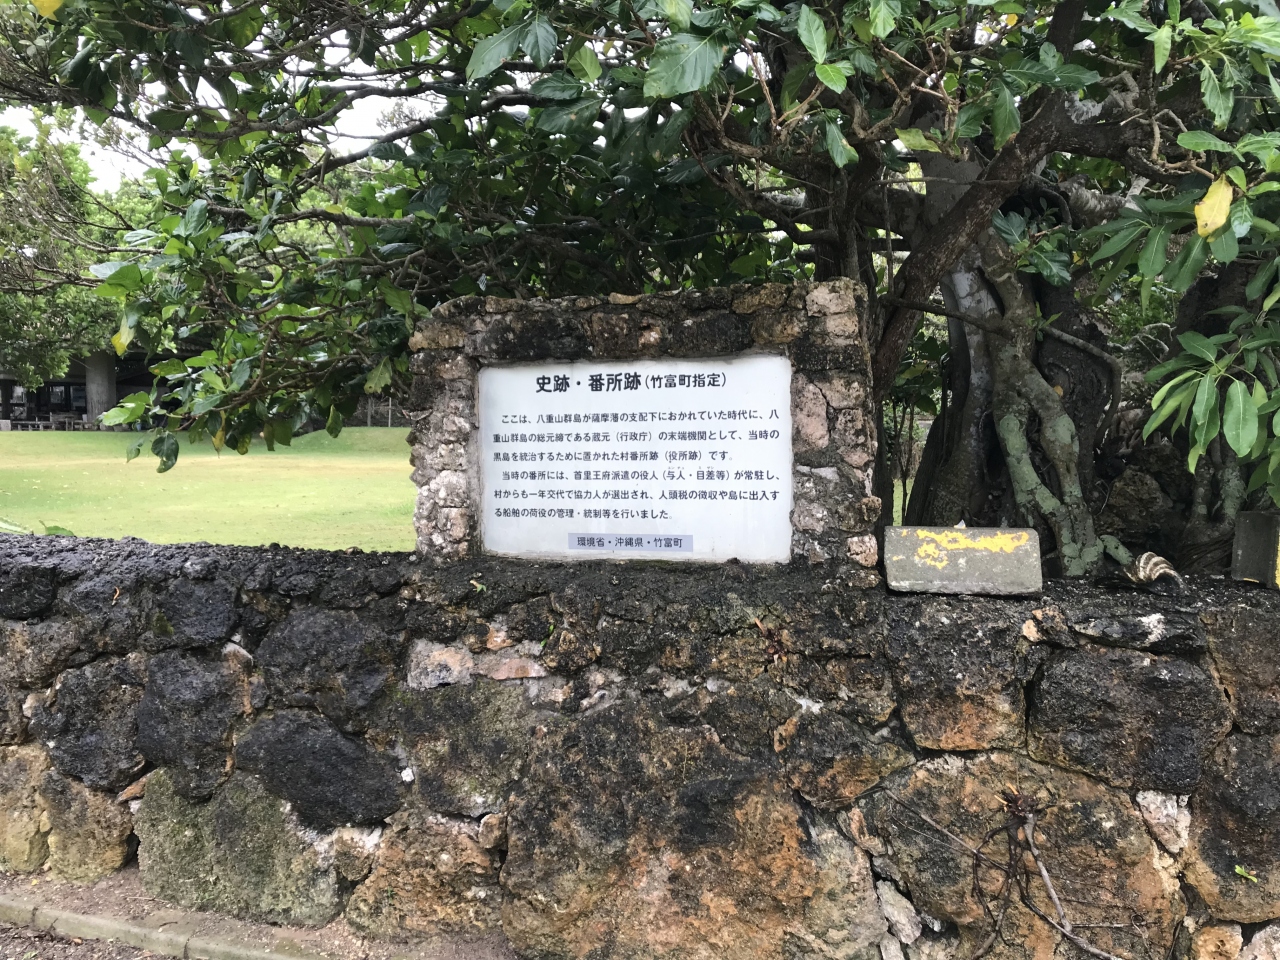 史跡・番所跡(竹富町指定)
ここは、八重山群島が薩摩藩の支配下におかれていた時代に、八
重山群島の総元締である蔵元(行政庁)の末端機関として、当時の
黒島を統治するために置かれた村番所跡(役所跡)です。
当時の番所には、首里王府派遣の役人(与人・目差等)が常駐し、
村からも一年交代で協力人が選出され、人頭税の徴収や島に出入す
る船舶の荷役の管理・統制等を行いました。
環境省・沖縄県・竹富町